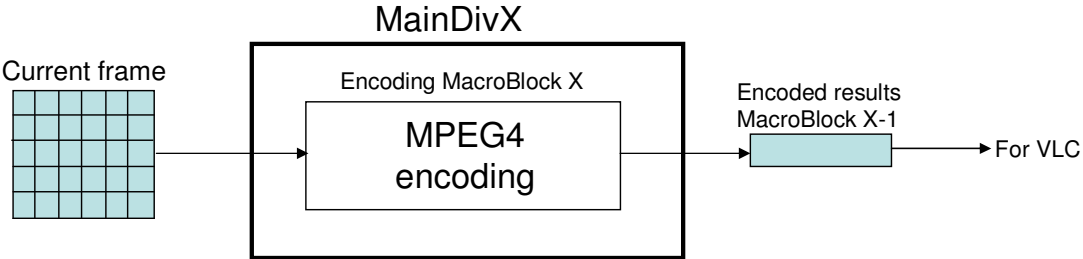 MainDivX
Current frame
Encoding MacroBlock X
MPEG4
encoding
Encoded results
MacroBlock X-1
For VLC